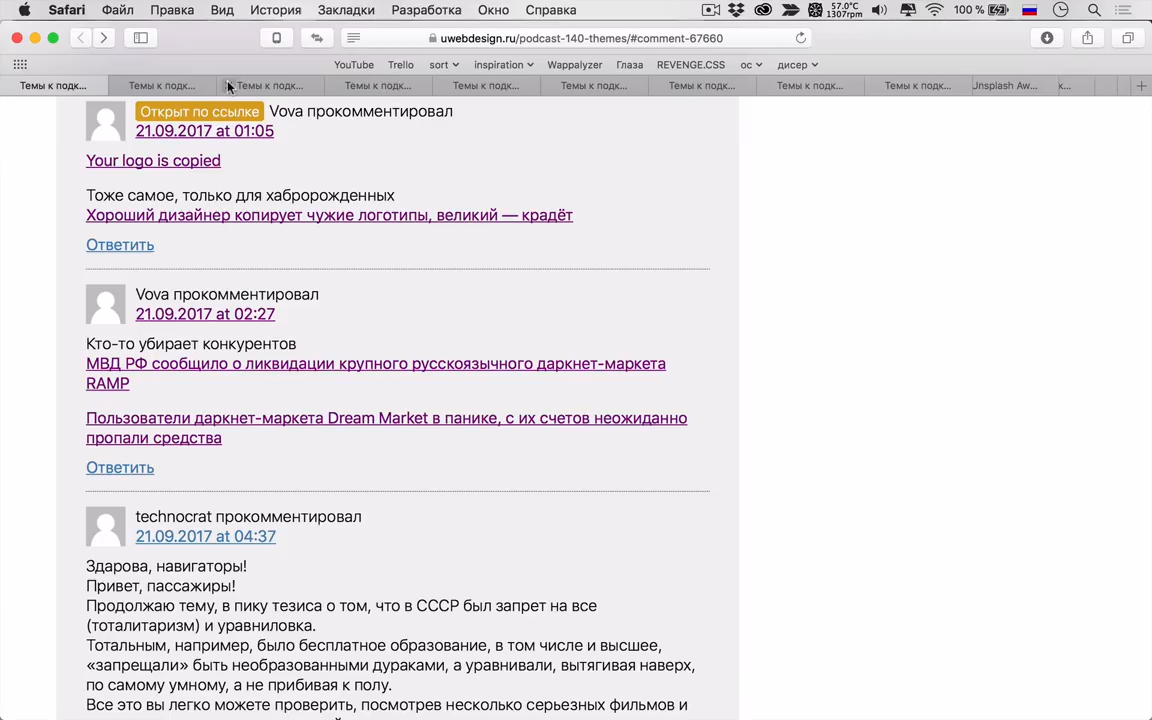 Safari Файл Правка Вид История Закладки Разработка Окно Справка 57.0°C 1307rpm 100 %
uwebdesign.ru/podcast-140-themes/#comment-67660
YouTube Trello sort inspiration Wappalyzer Глаза REVENGE.CSS ос дисер
Темы к подк... Темы к подк... Темы к подк... Темы к подк... Темы к подк... Темы к подк... Темы к подк... Темы к подк... Темы к подк... Unsplash Aw... к...
Открыт по ссылке Vova прокомментировал
21.09.2017 at 01:05
Your logo is copied
Тоже самое, только для хабророжденных
Хороший дизайнер копирует чужие логотипы, великий — крадёт
Ответить
Vova прокомментировал
21.09.2017 at 02:27
Кто-то убирает конкурентов
МВД РФ сообщило о ликвидации крупного русскоязычного даркнет-маркета
RAMP
Пользователи даркнет-маркета Dream Market в панике, с их счетов неожиданно
пропали средства
Ответить
technocrat прокомментировал
21.09.2017 at 04:37
Здарова, навигаторы!
Привет, пассажиры!
Продолжаю тему, в пику тезиса о том, что в СССР был запрет на все
(тоталитаризм) и уравниловка.
Тотальным, например, было бесплатное образование, в том числе и высшее,
«запрещали» быть необразованными дураками, а уравнивали, вытягивая наверх,
по самому умному, а не прибивая к полу.
Все это вы легко можете проверить, посмотрев несколько серьезных фильмов и